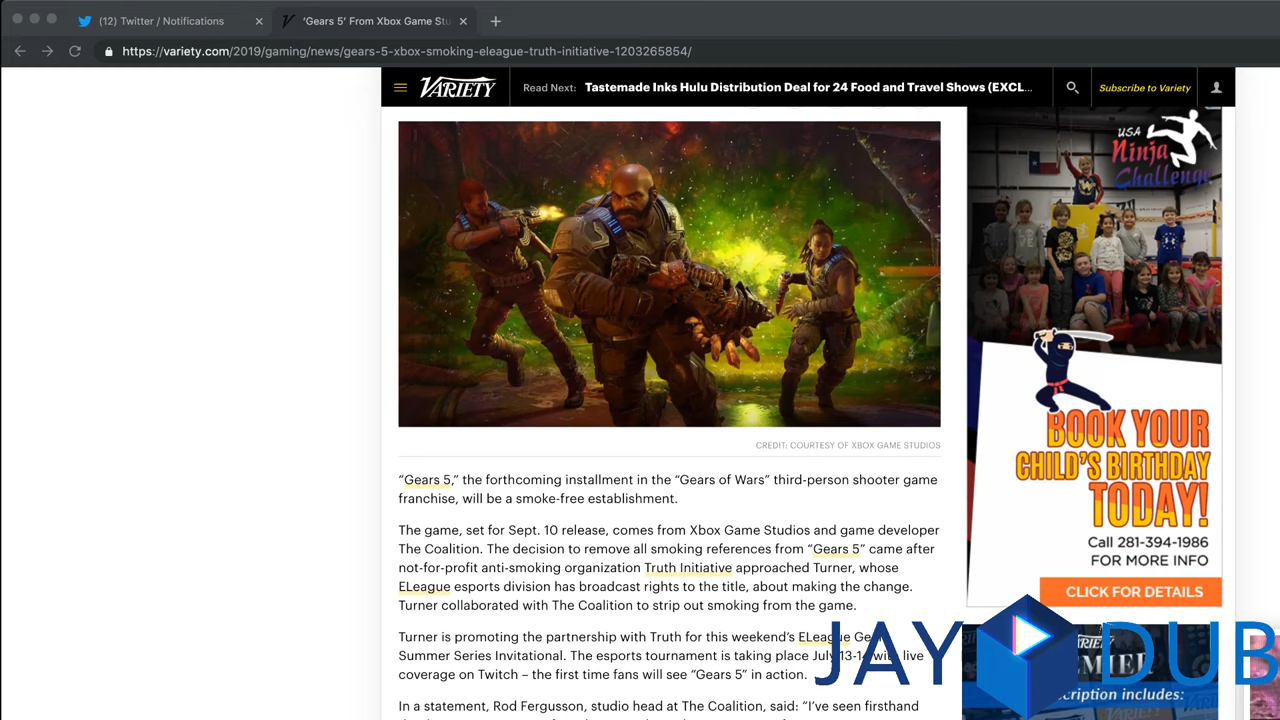 (12) Twitter / Notifications
'Gears 5' From Xbox Game Stu
https://variety.com/2019/gaming/news/gears-5-xbox-smoking-eleague-truth-initiative-1203265854/
VARIETY
Read Next: Tastemade Inks Hulu Distribution Deal for 24 Food and Travel Shows (EXCL...
Subscribe to Variety
USA
Ninja
Challenge
BOOK YOUR
CHILD'S BIRTHDAY
TODAY!
Call 281-394-1986
FOR MORE INFO
CLICK FOR DETAILS
CREDIT: COURTESY OF XBOX GAME STUDIOS
“Gears 5,” the forthcoming installment in the “Gears of Wars” third-person shooter game
franchise, will be a smoke-free establishment.
The game, set for Sept. 10 release, comes from Xbox Game Studios and game developer
The Coalition. The decision to remove all smoking references from “Gears 5” came after
not-for-profit anti-smoking organization Truth Initiative approached Turner, whose
ELeague esports division has broadcast rights to the title, about making the change.
Turner collaborated with The Coalition to strip out smoking from the game.
Turner is promoting the partnership with Truth for this weekend’s ELeague
Summer Series Invitational. The esports tournament is taking place July 13-14 with live
coverage on Twitch – the first time fans will see “Gears 5” in action.
In a statement, Rod Fergusson, studio head at The Coalition, said: “I’ve seen firsthand
JAY DUB
VARIETY
scription includes: